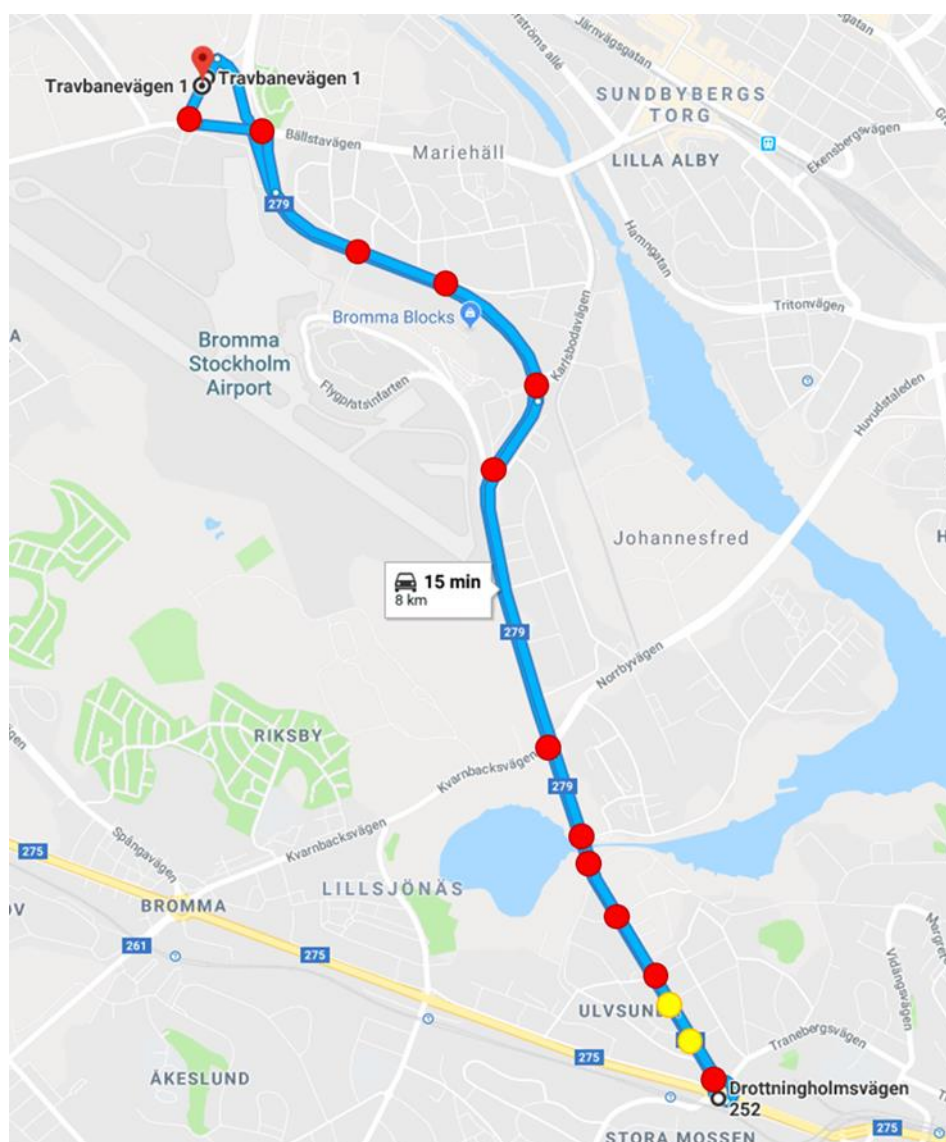 Järnvägsgatan
Travbanevägen 1
Travbanevägen 1
SUNDBYBERGS
TORG
Ekensbergsvägen
Bällstavägen
Mariehäll
LILLA ALBY
279
Hamngatan
Tritonvägen
Bromma Blocks
Karlsbodavägen
Bromma
Stockholm
Airport
Flygplatsinfarten
Huvudstaleden
Johannesfred
15 min
8 km
279
Norrbyvägen
RIKSBY
Kvarnbacksvägen
279
Kvarnbacksvägen
Spångavägen
275
LILLSJÖNÄS
BROMMA
261
275
Vidängsvägen
ULVSUND
Tranebergsvägen
275
ÅKESLUND
Drottningholmsvägen
252
275
STORA MOSSEN